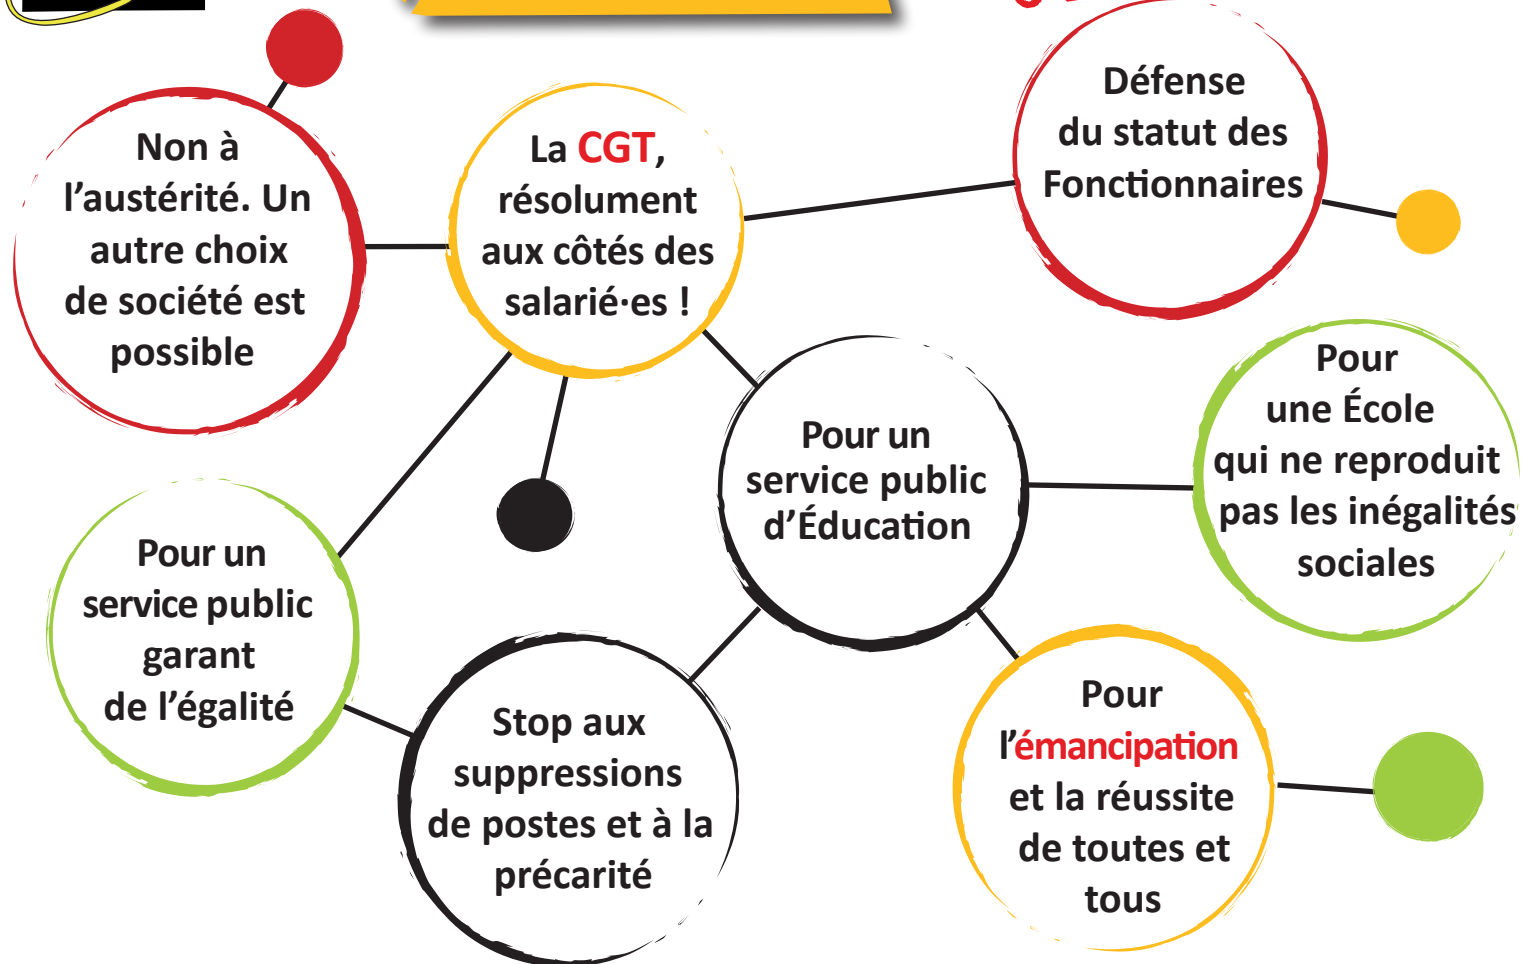 Non à
l’austérité. Un
autre choix
de société est
possible
La CGT,
résolument
aux côtés des
salarié·es !
Défense
du statut des
Fonctionnaires
Pour un
service public
d’Éducation
Pour
une École
qui ne reproduit
pas les inégalités
sociales
Pour un
service public
garant
de l’égalité
Stop aux
suppressions
de postes et à la
précarité
Pour
l’émancipation
et la réussite
de toutes et
tous